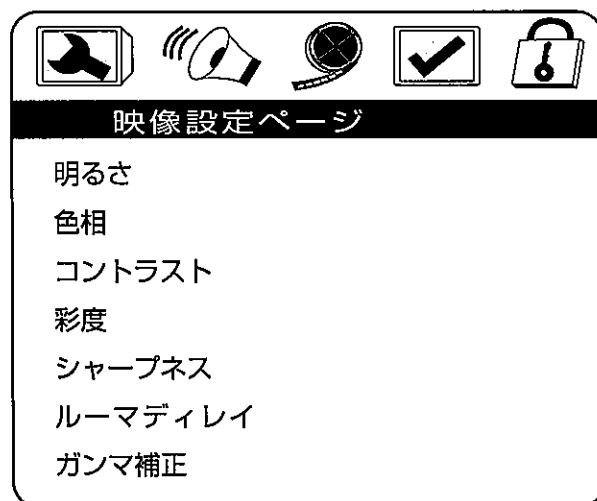 映像設定ページ
明るさ
色相
コントラスト
彩度
シャープネス
ルーマディレイ
ガンマ補正